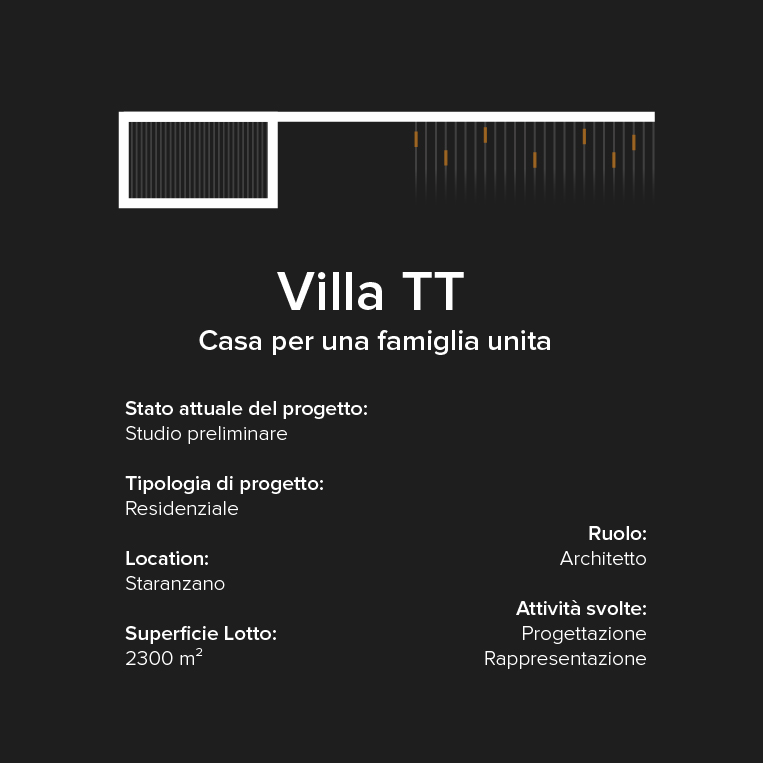 Villa TT
Casa per una famiglia unita
Stato attuale del progetto:
Studio preliminare
Tipologia di progetto:
Residenziale
Location:
Staranzano
Superficie Lotto:
2300 m²
Ruolo:
Architetto
Attività svolte:
Progettazione
Rappresentazione